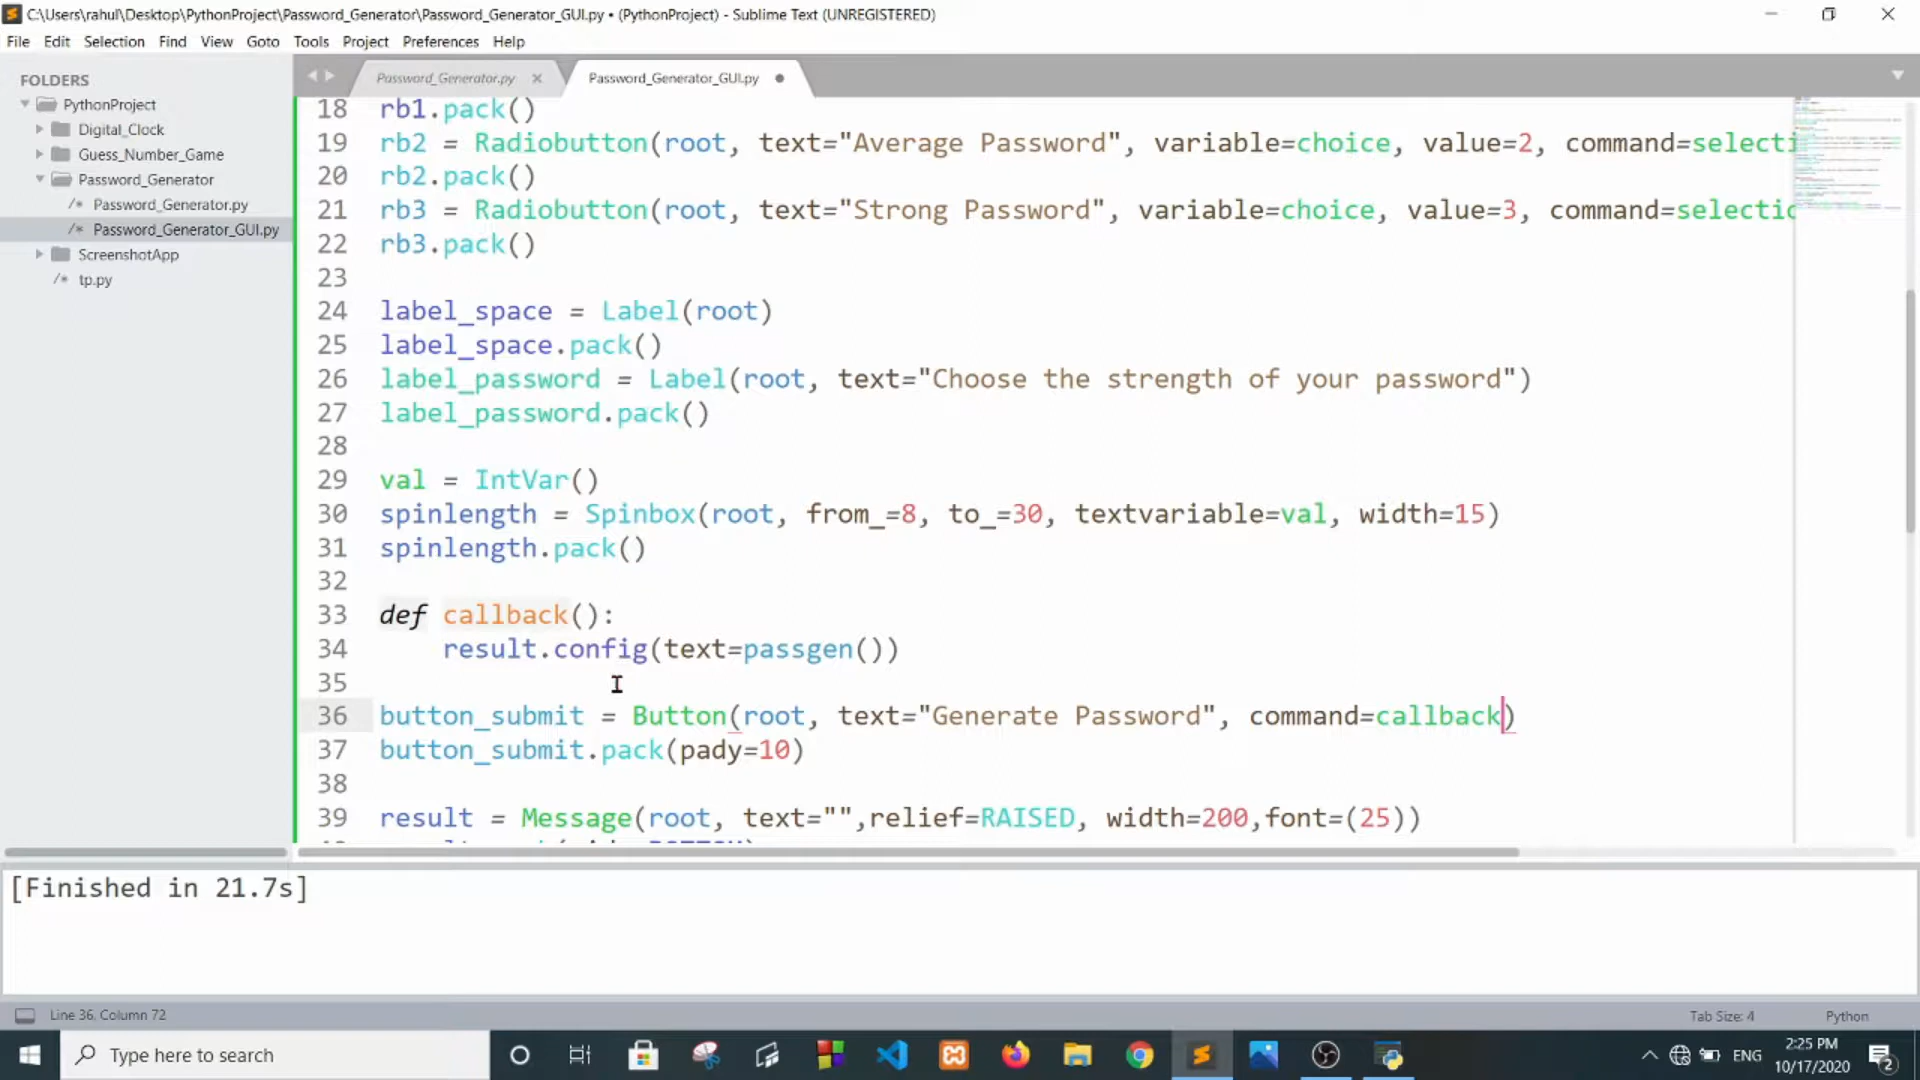 C:\Users\rahul\Desktop\PythonProject\Password_Generator\Password_Generator_GUI.py • (PythonProject) - Sublime Text (UNREGISTERED)
File Edit Selection Find View Goto Tools Project Preferences Help
FOLDERS
PythonProject
Digital_Clock
Guess_Number_Game
Password_Generator
/* Password_Generator.py
/* Password_Generator_GUI.py
ScreenshotApp
/* tp.py
Password_Generator.py × Password_Generator_GUI.py
18 rb1.pack()
19 rb2 = Radiobutton(root, text="Average Password", variable=choice, value=2, command=selecti
20 rb2.pack()
21 rb3 = Radiobutton(root, text="Strong Password", variable=choice, value=3, command=selectio
22 rb3.pack()
23
24 label_space = Label(root)
25 label_space.pack()
26 label_password = Label(root, text="Choose the strength of your password")
27 label_password.pack()
28
29 val = IntVar()
30 spinlength = Spinbox(root, from_=8, to_=30, textvariable=val, width=15)
31 spinlength.pack()
32
33 def callback():
34     result.config(text=passgen())
35
36 button_submit = Button(root, text="Generate Password", command=callback)
37 button_submit.pack(pady=10)
38
39 result = Message(root, text="",relief=RAISED, width=200,font=(25))
[Finished in 21.7s]
Line 36, Column 72
Tab Size: 4
Python
Type here to search
ENG
2:25 PM
10/17/2020
2